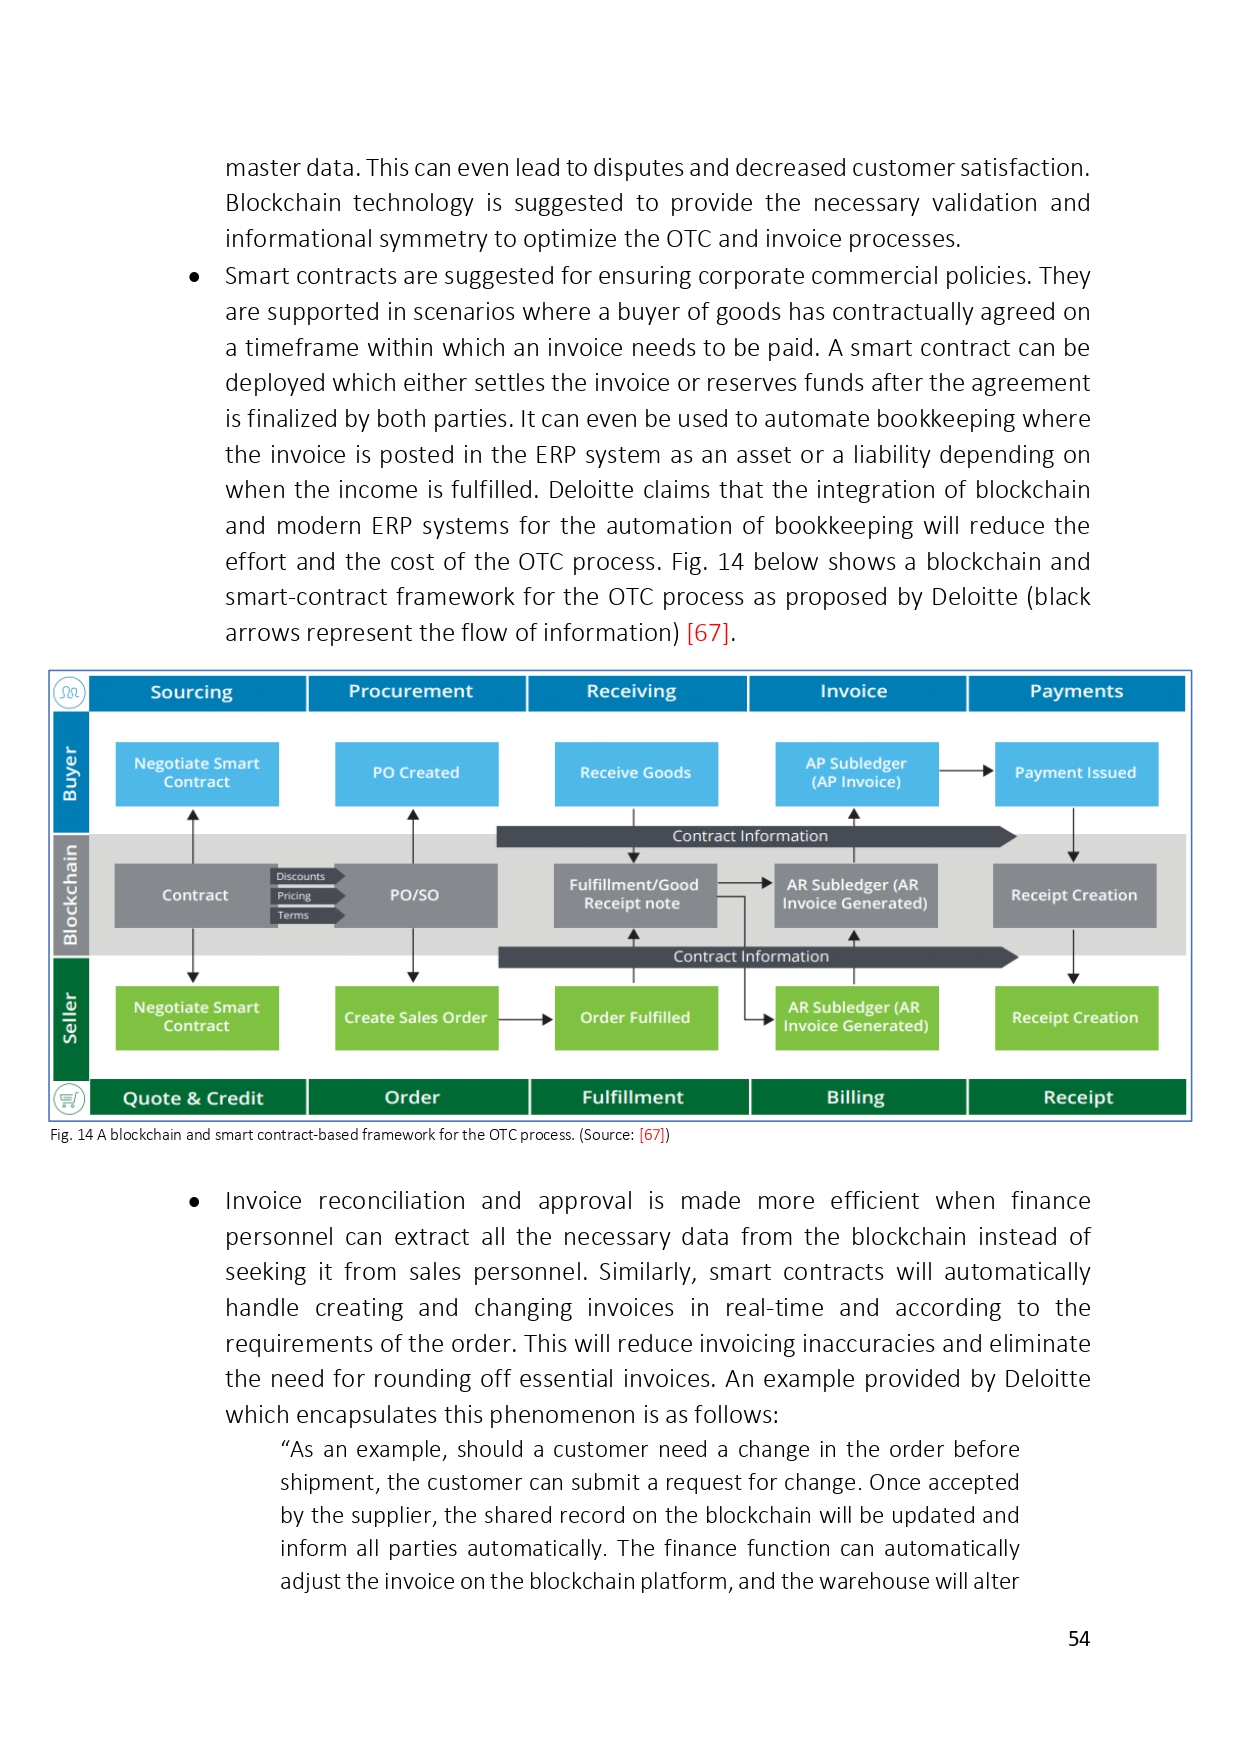 master data. This can even lead to disputes and decreased customer satisfaction.
Blockchain technology is suggested to provide the necessary validation and
informational symmetry to optimize the OTC and invoice processes.
● Smart contracts are suggested for ensuring corporate commercial policies. They
are supported in scenarios where a buyer of goods has contractually agreed on
a timeframe within which an invoice needs to be paid. A smart contract can be
deployed which either settles the invoice or reserves funds after the agreement
is finalized by both parties. It can even be used to automate bookkeeping where
the invoice is posted in the ERP system as an asset or a liability depending on
when the income is fulfilled. Deloitte claims that the integration of blockchain
and modern ERP systems for the automation of bookkeeping will reduce the
effort and the cost of the OTC process. Fig. 14 below shows a blockchain and
smart-contract framework for the OTC process as proposed by Deloitte (black
arrows represent the flow of information) [67].
Sourcing
Procurement
Receiving
Invoice
Payments
Buyer
Negotiate Smart
Contract
PO Created
Receive Goods
AP Subledger
(AP Invoice)
Payment Issued
Contract Information
Blockchain
Contract
Discounts
Pricing
Terms
PO/SO
Fulfillment/Good
Receipt note
AR Subledger (AR
Invoice Generated)
Receipt Creation
Contract Information
Seller
Negotiate Smart
Contract
Create Sales Order
Order Fulfilled
AR Subledger (AR
Invoice Generated)
Receipt Creation
Quote & Credit
Order
Fulfillment
Billing
Receipt
Fig. 14 A blockchain and smart contract-based framework for the OTC process. (Source: [67])
● Invoice reconciliation and approval is made more efficient when finance
personnel can extract all the necessary data from the blockchain instead of
seeking it from sales personnel. Similarly, smart contracts will automatically
handle creating and changing invoices in real-time and according to the
requirements of the order. This will reduce invoicing inaccuracies and eliminate
the need for rounding off essential invoices. An example provided by Deloitte
which encapsulates this phenomenon is as follows:
“As an example, should a customer need a change in the order before
shipment, the customer can submit a request for change. Once accepted
by the supplier, the shared record on the blockchain will be updated and
inform all parties automatically. The finance function can automatically
adjust the invoice on the blockchain platform, and the warehouse will alter
54